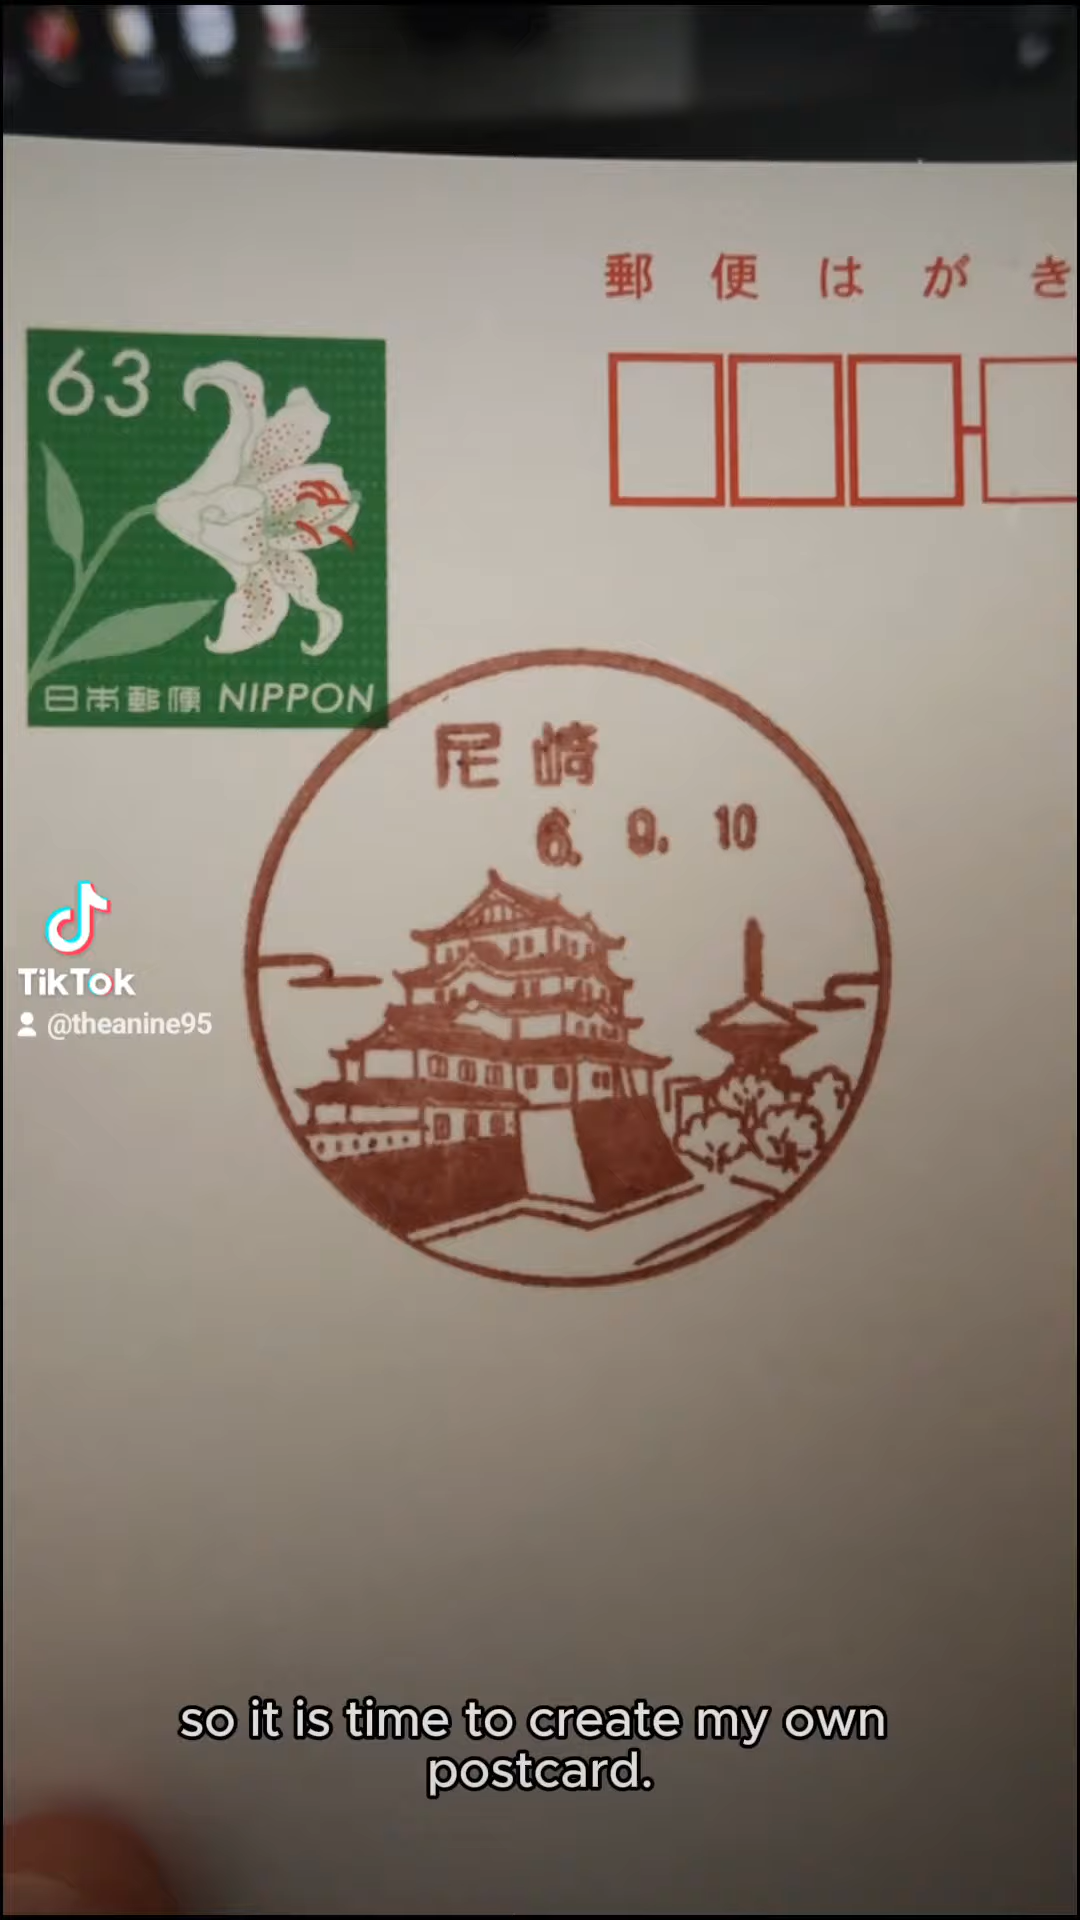 郵便はがき
63
日本郵便 NIPPON
尼崎
6. 9. 10
TikTok
@theanine95
so it is time to create my own
postcard.